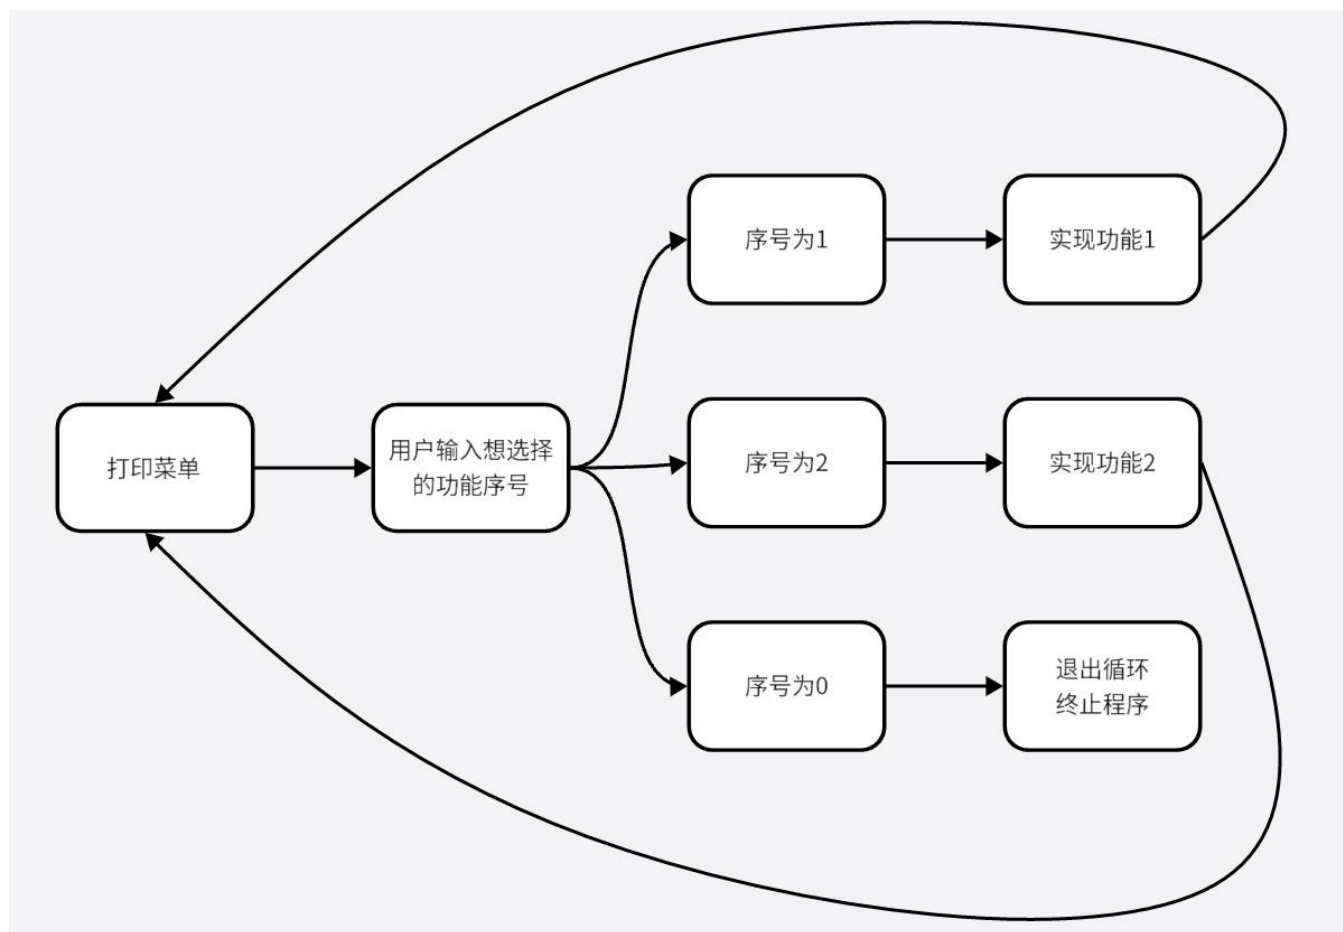 序号为1
实现功能1
打印菜单
用户输入想选择
的功能序号
序号为2
实现功能2
序号为0
退出循环
终止程序